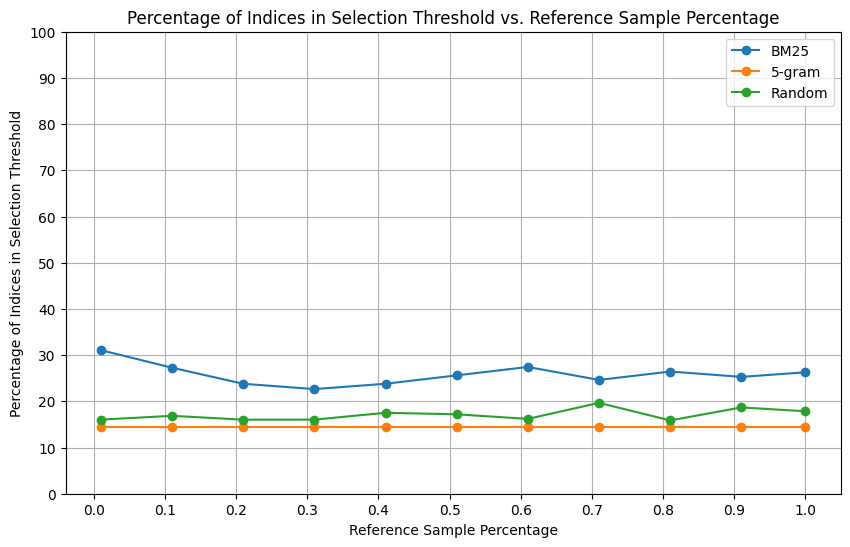 Percentage of Indices in Selection Threshold vs. Reference Sample Percentage
BM25
5-gram
Random
Percentage of Indices in Selection Threshold
100
90
80
70
60
50
40
30
20
10
0
0.0 0.1 0.2 0.3 0.4 0.5 0.6 0.7 0.8 0.9 1.0
Reference Sample Percentage